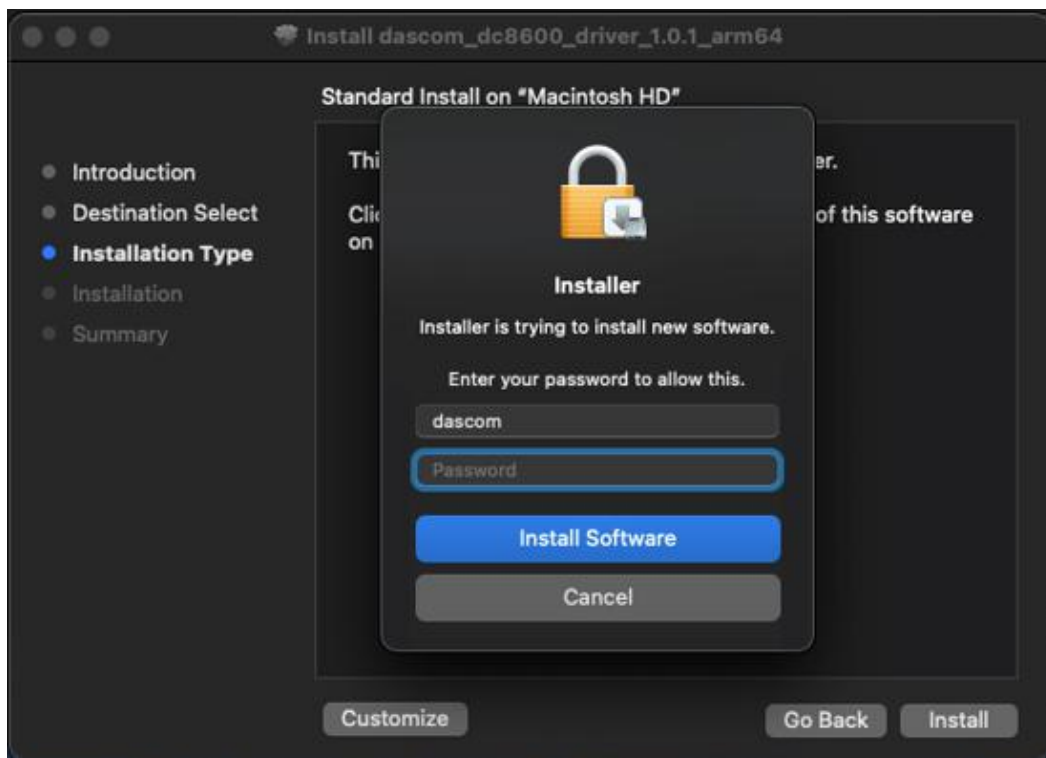 Install dascom_dc8600_driver_1.0.1_arm64
Standard Install on “Macintosh HD”
Introduction
Destination Select
Installation Type
Installation
Summary
Thi er.
Clic of this software
on
Installer
Installer is trying to install new software.
Enter your password to allow this.
dascom
Password
Install Software
Cancel
Customize
Go Back
Install